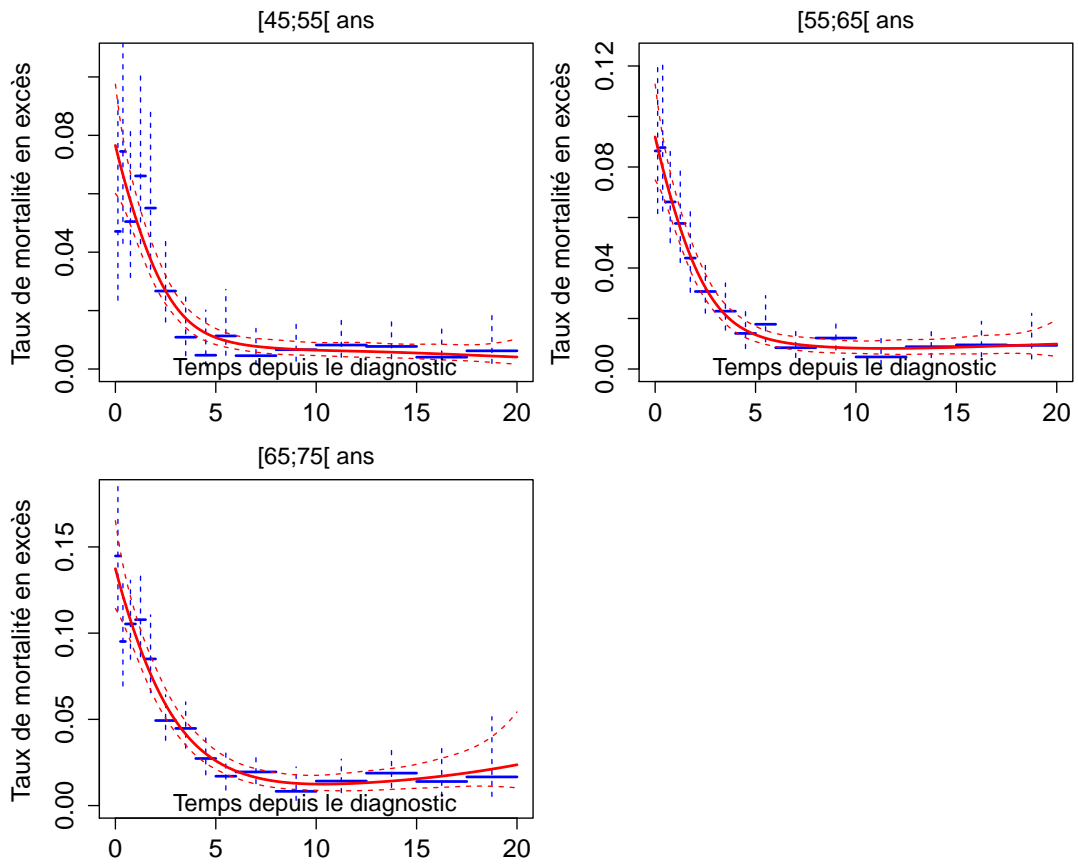 [45;55[ ans
Taux de mortalité en excès
0.00 0.04 0.08
Temps depuis le diagnostic
0 5 10 15 20
[55;65[ ans
Taux de mortalité en excès
0.00 0.04 0.08 0.12
Temps depuis le diagnostic
0 5 10 15 20
[65;75[ ans
Taux de mortalité en excès
0.00 0.05 0.10 0.15
Temps depuis le diagnostic
0 5 10 15 20